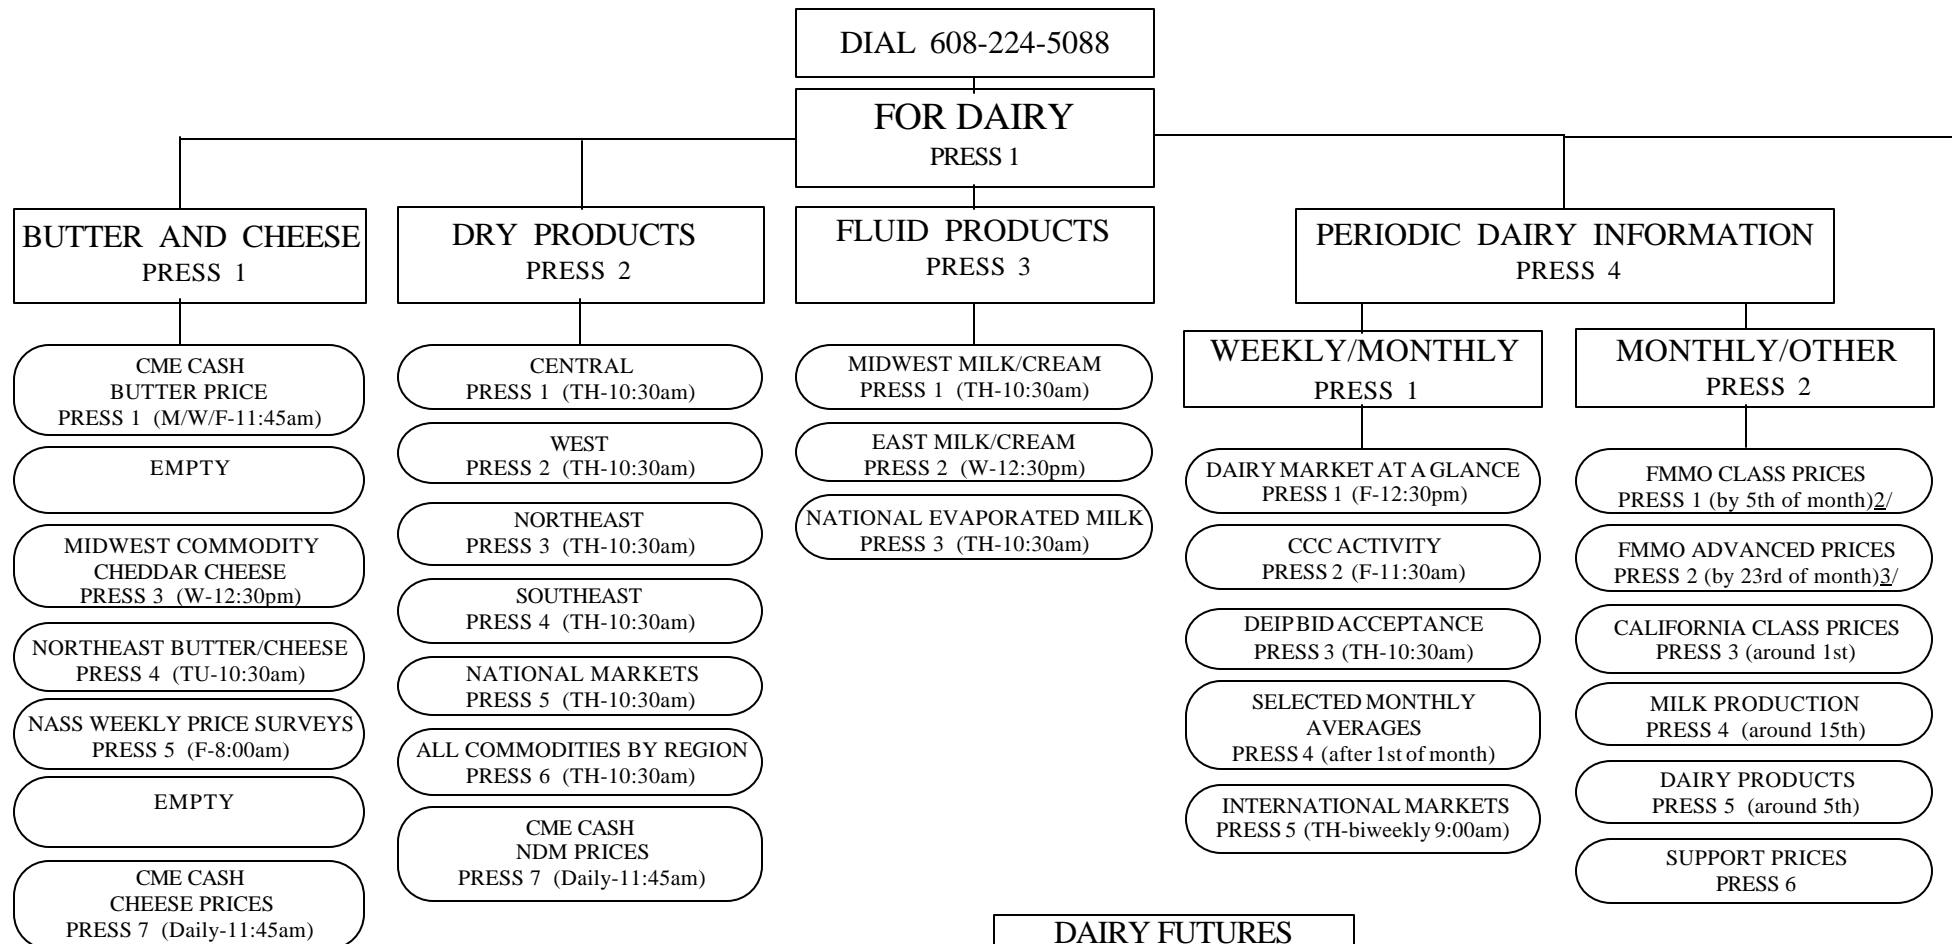 DIAL 608-224-5088
FOR DAIRY
PRESS 1
BUTTER AND CHEESE
PRESS 1
CME CASH
BUTTER PRICE
PRESS 1 (M/W/F-11:45am)
EMPTY
MIDWEST COMMODITY
CHEDDAR CHEESE
PRESS 3 (W-12:30pm)
NORTHEAST BUTTER/CHEESE
PRESS 4 (TU-10:30am)
NASS WEEKLY PRICE SURVEYS
PRESS 5 (F-8:00am)
EMPTY
CME CASH
CHEESE PRICES
PRESS 7 (Daily-11:45am)
DRY PRODUCTS
PRESS 2
CENTRAL
PRESS 1 (TH-10:30am)
WEST
PRESS 2 (TH-10:30am)
NORTHEAST
PRESS 3 (TH-10:30am)
SOUTHEAST
PRESS 4 (TH-10:30am)
NATIONAL MARKETS
PRESS 5 (TH-10:30am)
ALL COMMODITIES BY REGION
PRESS 6 (TH-10:30am)
CME CASH
NDM PRICES
PRESS 7 (Daily-11:45am)
FLUID PRODUCTS
PRESS 3
MIDWEST MILK/CREAM
PRESS 1 (TH-10:30am)
EAST MILK/CREAM
PRESS 2 (W-12:30pm)
NATIONAL EVAPORATED MILK
PRESS 3 (TH-10:30am)
PERIODIC DAIRY INFORMATION
PRESS 4
WEEKLY/MONTHLY
PRESS 1
DAIRY MARKET AT A GLANCE
PRESS 1 (F-12:30pm)
CCC ACTIVITY
PRESS 2 (F-11:30am)
DEIP BID ACCEPTANCE
PRESS 3 (TH-10:30am)
SELECTED MONTHLY
AVERAGES
PRESS 4 (after 1st of month)
INTERNATIONAL MARKETS
PRESS 5 (TH-biweekly 9:00am)
MONTHLY/OTHER
PRESS 2
FMMO CLASS PRICES
PRESS 1 (by 5th of month)2/
FMMO ADVANCED PRICES
PRESS 2 (by 23rd of month)3/
CALIFORNIA CLASS PRICES
PRESS 3 (around 1st)
MILK PRODUCTION
PRESS 4 (around 15th)
DAIRY PRODUCTS
PRESS 5 (around 5th)
SUPPORT PRICES
PRESS 6
DAIRY FUTURES